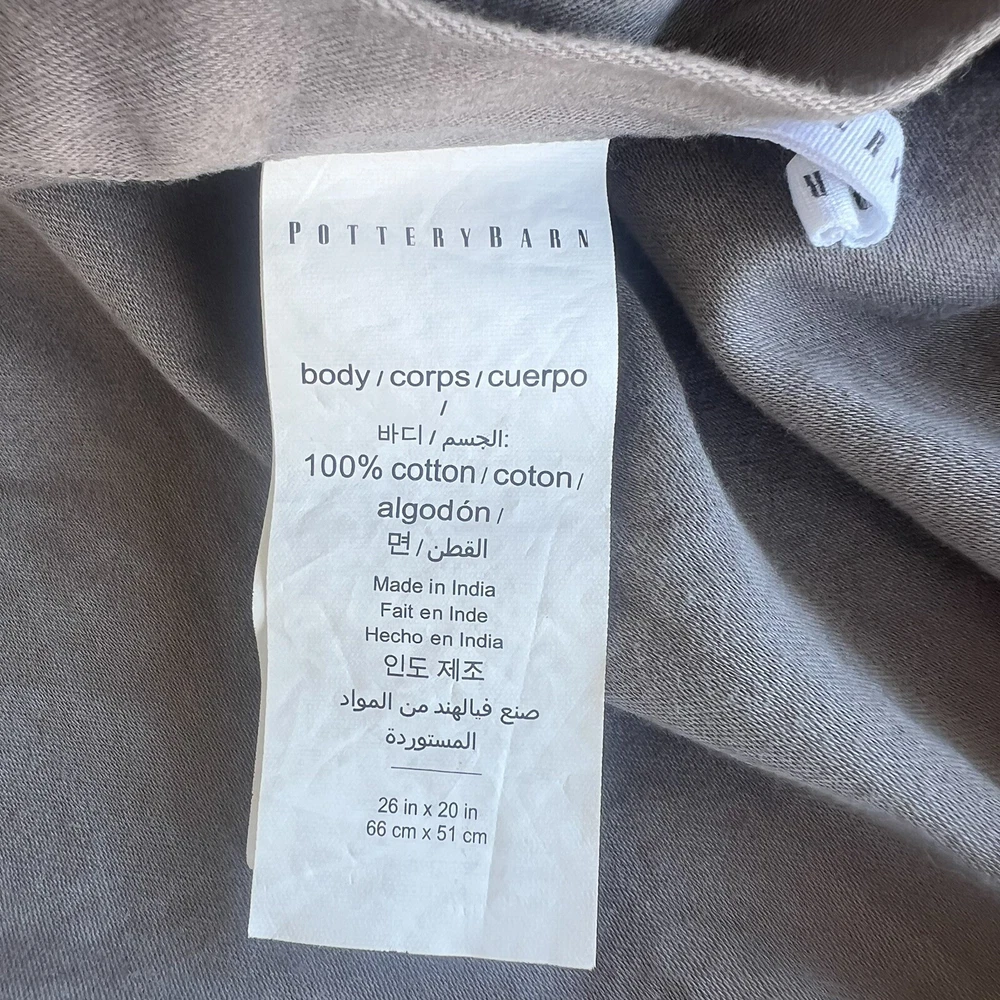 POTTERYBARN
body / corps / cuerpo
/
바디 / الجسم:
100% cotton / coton /
algodón /
면 / القطن
Made in India
Fait en Inde
Hecho en India
인도 제조
صنع فيالهند من المواد
المستوردة
26 in x 20 in
66 cm x 51 cm